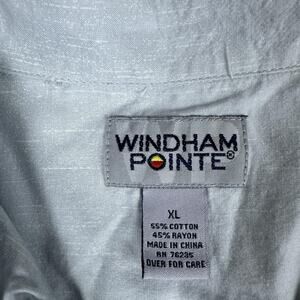 WINDHAM
POINTE®
XL
55% COTTON
45% RAYON
MADE IN CHINA
RN 76235
OVER FOR CARE